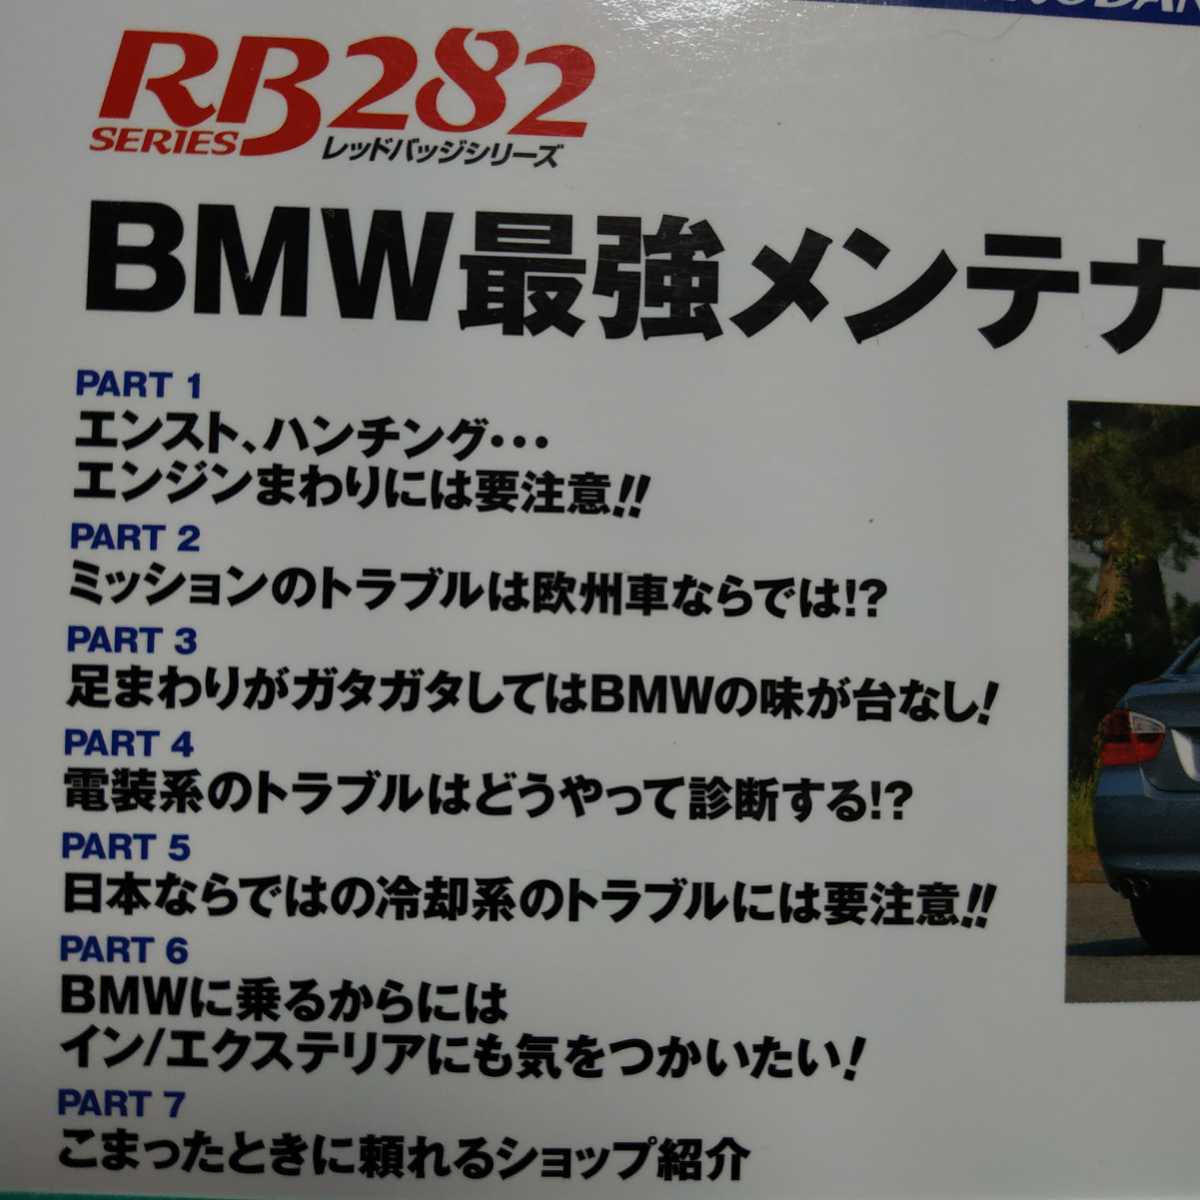 RB282
SERIES
レッドバッジシリーズ
BMW最強メンテナ
PART 1
エンスト、ハンチング・・・
エンジンまわりには要注意!!
PART 2
ミッションのトラブルは欧州車ならでは!?
PART 3
足まわりがガタガタしてはBMWの味が台なし!
PART 4
電装系のトラブルはどうやって診断する!?
PART 5
日本ならではの冷却系のトラブルには要注意!!
PART 6
BMWに乗るからには
イン/エクステリアにも気をつかいたい!
PART 7
こまったときに頼れるショップ紹介